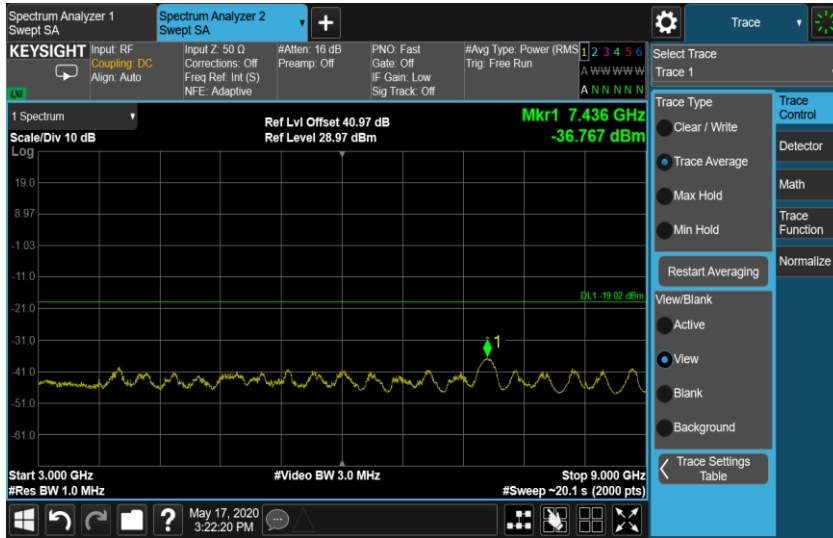 Spectrum Analyzer 1
Swept SA
Spectrum Analyzer 2
Swept SA
KEYSIGHT
LXI
Input: RF
Coupling: DC
Align: Auto
Input Z: 50 Ω
Corrections: Off
Freq Ref: Int (S)
NFE: Adaptive
#Atten: 16 dB
Preamp: Off
PNO: Fast
Gate: Off
IF Gain: Low
Sig Track: Off
#Avg Type: Power (RMS
Trig: Free Run
1 2 3 4 5 6
A W W W W W
A N N N N N
1 Spectrum
Scale/Div 10 dB
Log
Ref Lvl Offset 40.97 dB
Ref Level 28.97 dBm
Mkr1 7.436 GHz
-36.767 dBm
19.0
8.97
-1.03
-11.0
-21.0
-31.0
-41.0
-51.0
-61.0
DL1 -19.02 dBm
1
Start 3.000 GHz
#Res BW 1.0 MHz
#Video BW 3.0 MHz
Stop 9.000 GHz
#Sweep ~20.1 s (2000 pts)
?
May 17, 2020
3:22:20 PM
Trace
Select Trace
Trace 1
Trace Type
Clear / Write
Trace Average
Max Hold
Min Hold
Restart Averaging
View/Blank
Active
View
Blank
Background
Trace Settings
Table
Trace
Control
Detector
Math
Trace
Function
Normalize